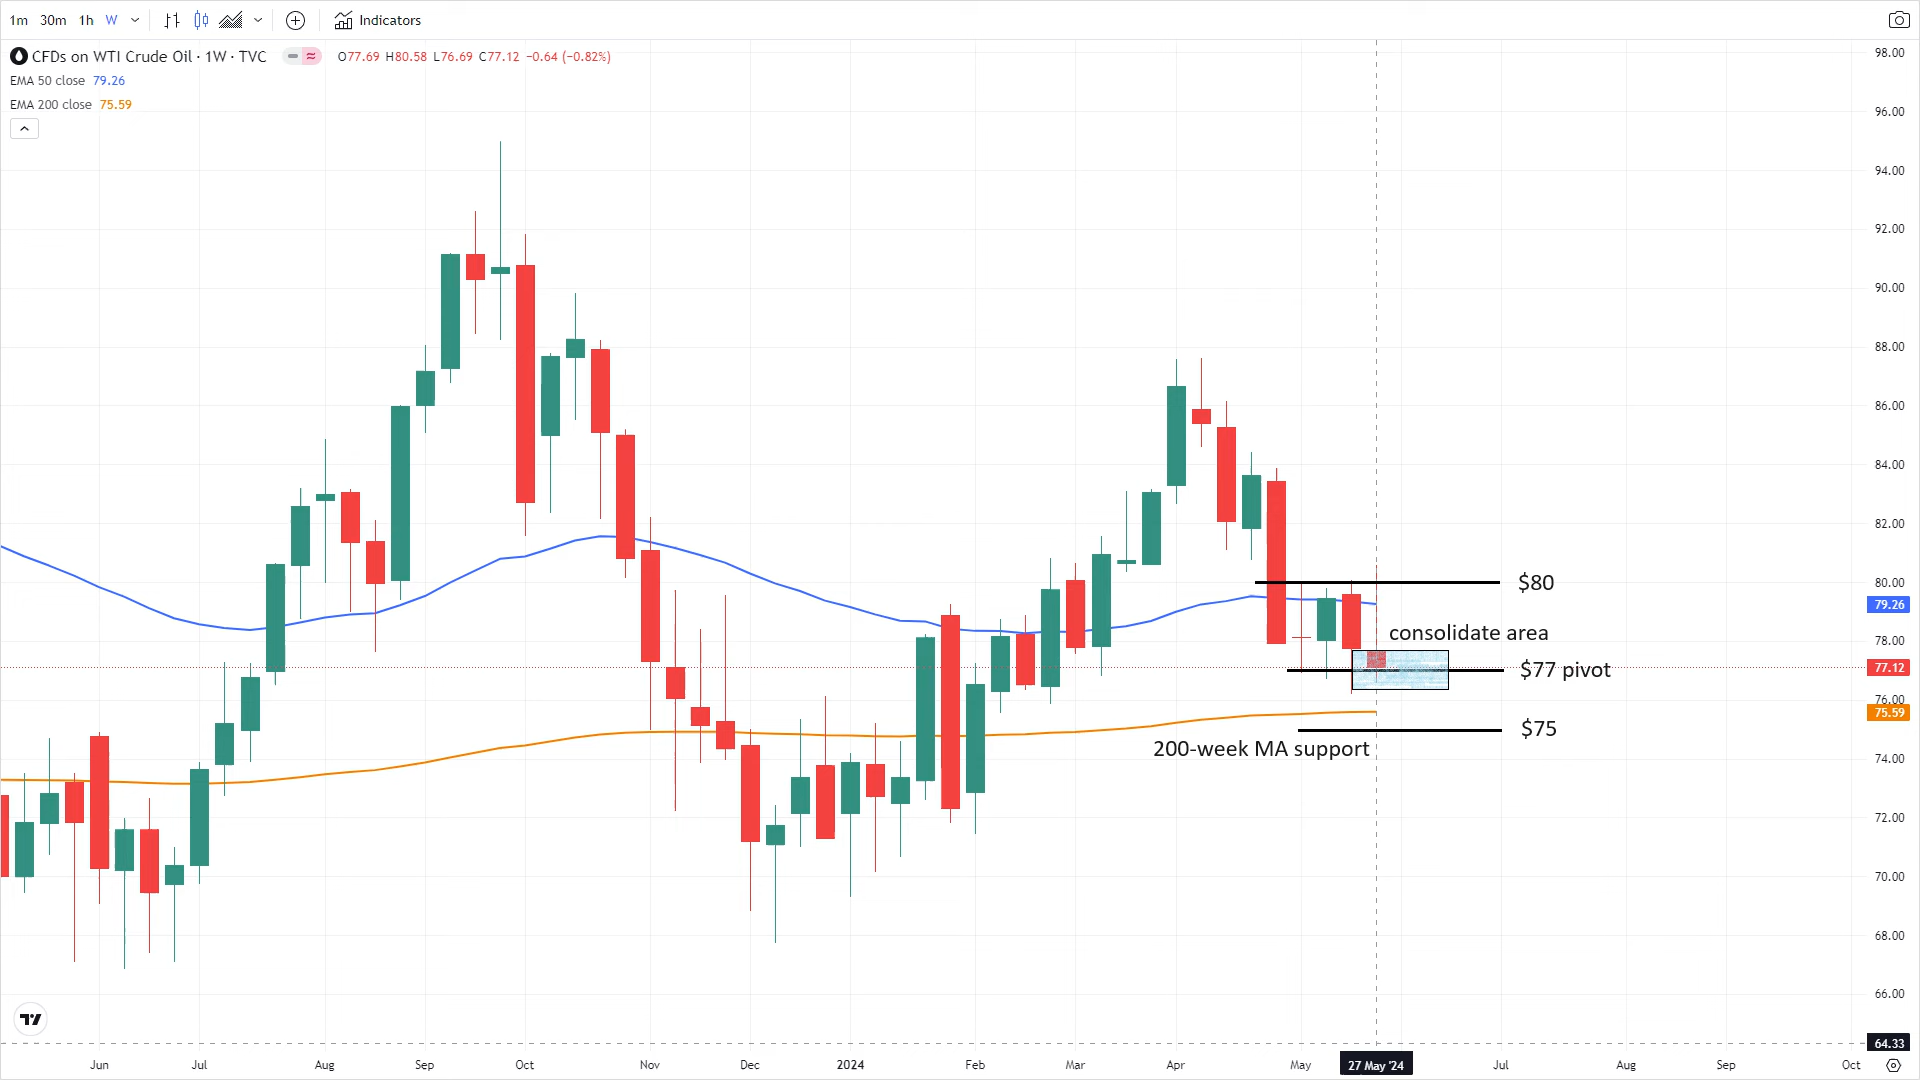 1m 30m 1h W Indicators
CFDs on WTI Crude Oil · 1W · TVC O77.69 H80.58 L76.69 C77.12 −0.64 (−0.82%)
EMA 50 close 79.26
EMA 200 close 75.59
98.00
96.00
94.00
92.00
90.00
88.00
86.00
84.00
82.00
80.00
$80
79.26
consolidate area
78.00
77.12
$77 pivot
76.00
75.59
$75
200-week MA support
74.00
72.00
70.00
68.00
66.00
64.33
Jun Jul Aug Sep Oct Nov Dec 2024 Feb Mar Apr May 27 May '24 Jul Aug Sep Oct